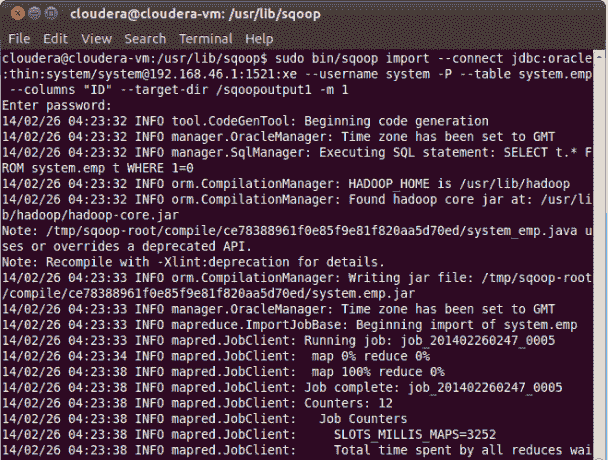 cloudera@cloudera-vm: /usr/lib/sqoop
File Edit View Search Terminal Help
cloudera@cloudera-vm:/usr/lib/sqoop$ sudo bin/sqoop import --connect jdbc:oracle
:thin:system/system@192.168.46.1:1521:xe --username system -P --table system.emp
--columns "ID" --target-dir /sqoopoutput1 -m 1
Enter password:
14/02/26 04:23:32 INFO tool.CodeGenTool: Beginning code generation
14/02/26 04:23:32 INFO manager.OracleManager: Time zone has been set to GMT
14/02/26 04:23:32 INFO manager.SqlManager: Executing SQL statement: SELECT t.* F
ROM system.emp t WHERE 1=0
14/02/26 04:23:32 INFO orm.CompilationManager: HADOOP_HOME is /usr/lib/hadoop
14/02/26 04:23:32 INFO orm.CompilationManager: Found hadoop core jar at: /usr/li
b/hadoop/hadoop-core.jar
Note: /tmp/sqoop-root/compile/ce78388961f0e85f9e81f820aa5d70ed/system_emp.java u
ses or overrides a deprecated API.
Note: Recompile with -Xlint:deprecation for details.
14/02/26 04:23:33 INFO orm.CompilationManager: Writing jar file: /tmp/sqoop-root
/compile/ce78388961f0e85f9e81f820aa5d70ed/system.emp.jar
14/02/26 04:23:33 INFO manager.OracleManager: Time zone has been set to GMT
14/02/26 04:23:33 INFO mapreduce.ImportJobBase: Beginning import of system.emp
14/02/26 04:23:33 INFO mapred.JobClient: Running job: job_201402260247_0005
14/02/26 04:23:34 INFO mapred.JobClient:  map 0% reduce 0%
14/02/26 04:23:38 INFO mapred.JobClient:  map 100% reduce 0%
14/02/26 04:23:38 INFO mapred.JobClient: Job complete: job_201402260247_0005
14/02/26 04:23:38 INFO mapred.JobClient: Counters: 12
14/02/26 04:23:38 INFO mapred.JobClient:   Job Counters
14/02/26 04:23:38 INFO mapred.JobClient:     SLOTS_MILLIS_MAPS=3252
14/02/26 04:23:38 INFO mapred.JobClient:     Total time spent by all reduces wai